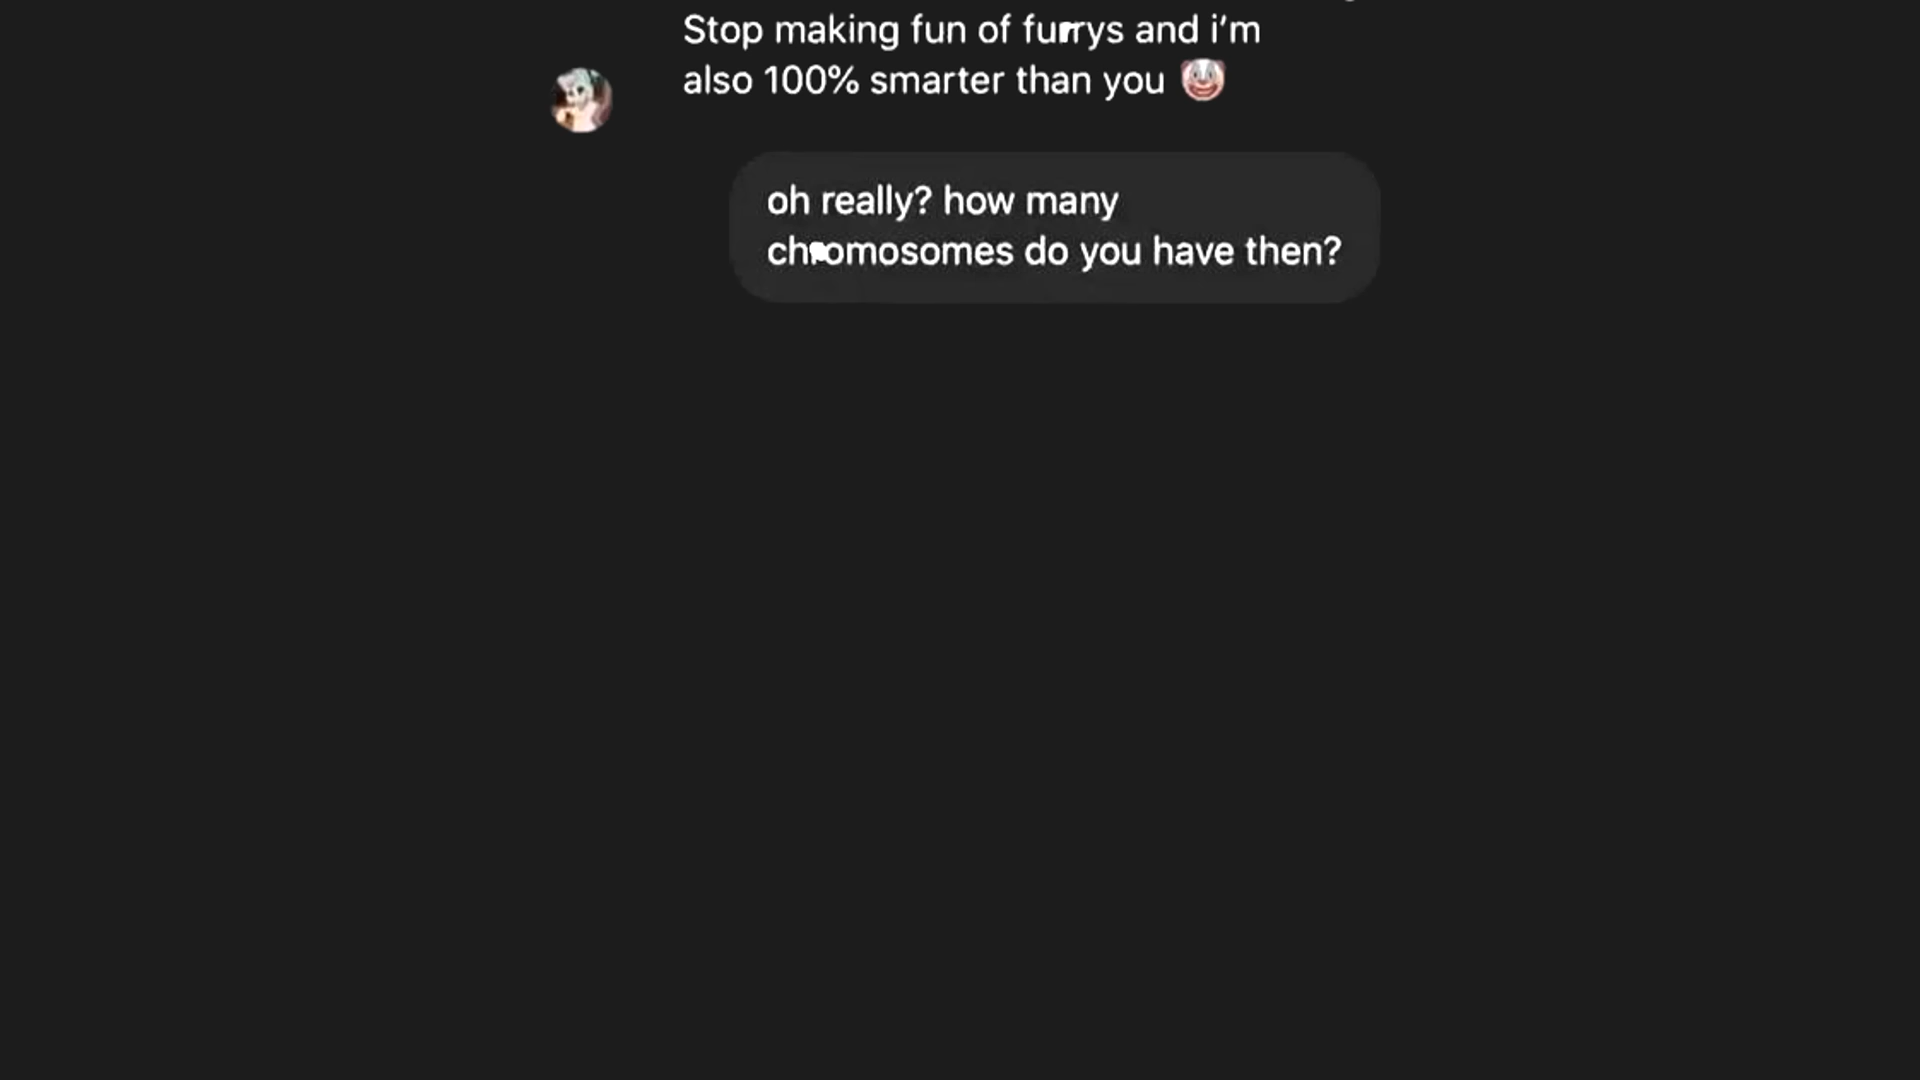 Stop making fun of furrys and i'm
also 100% smarter than you 🤡
oh really? how many
chromosomes do you have then?